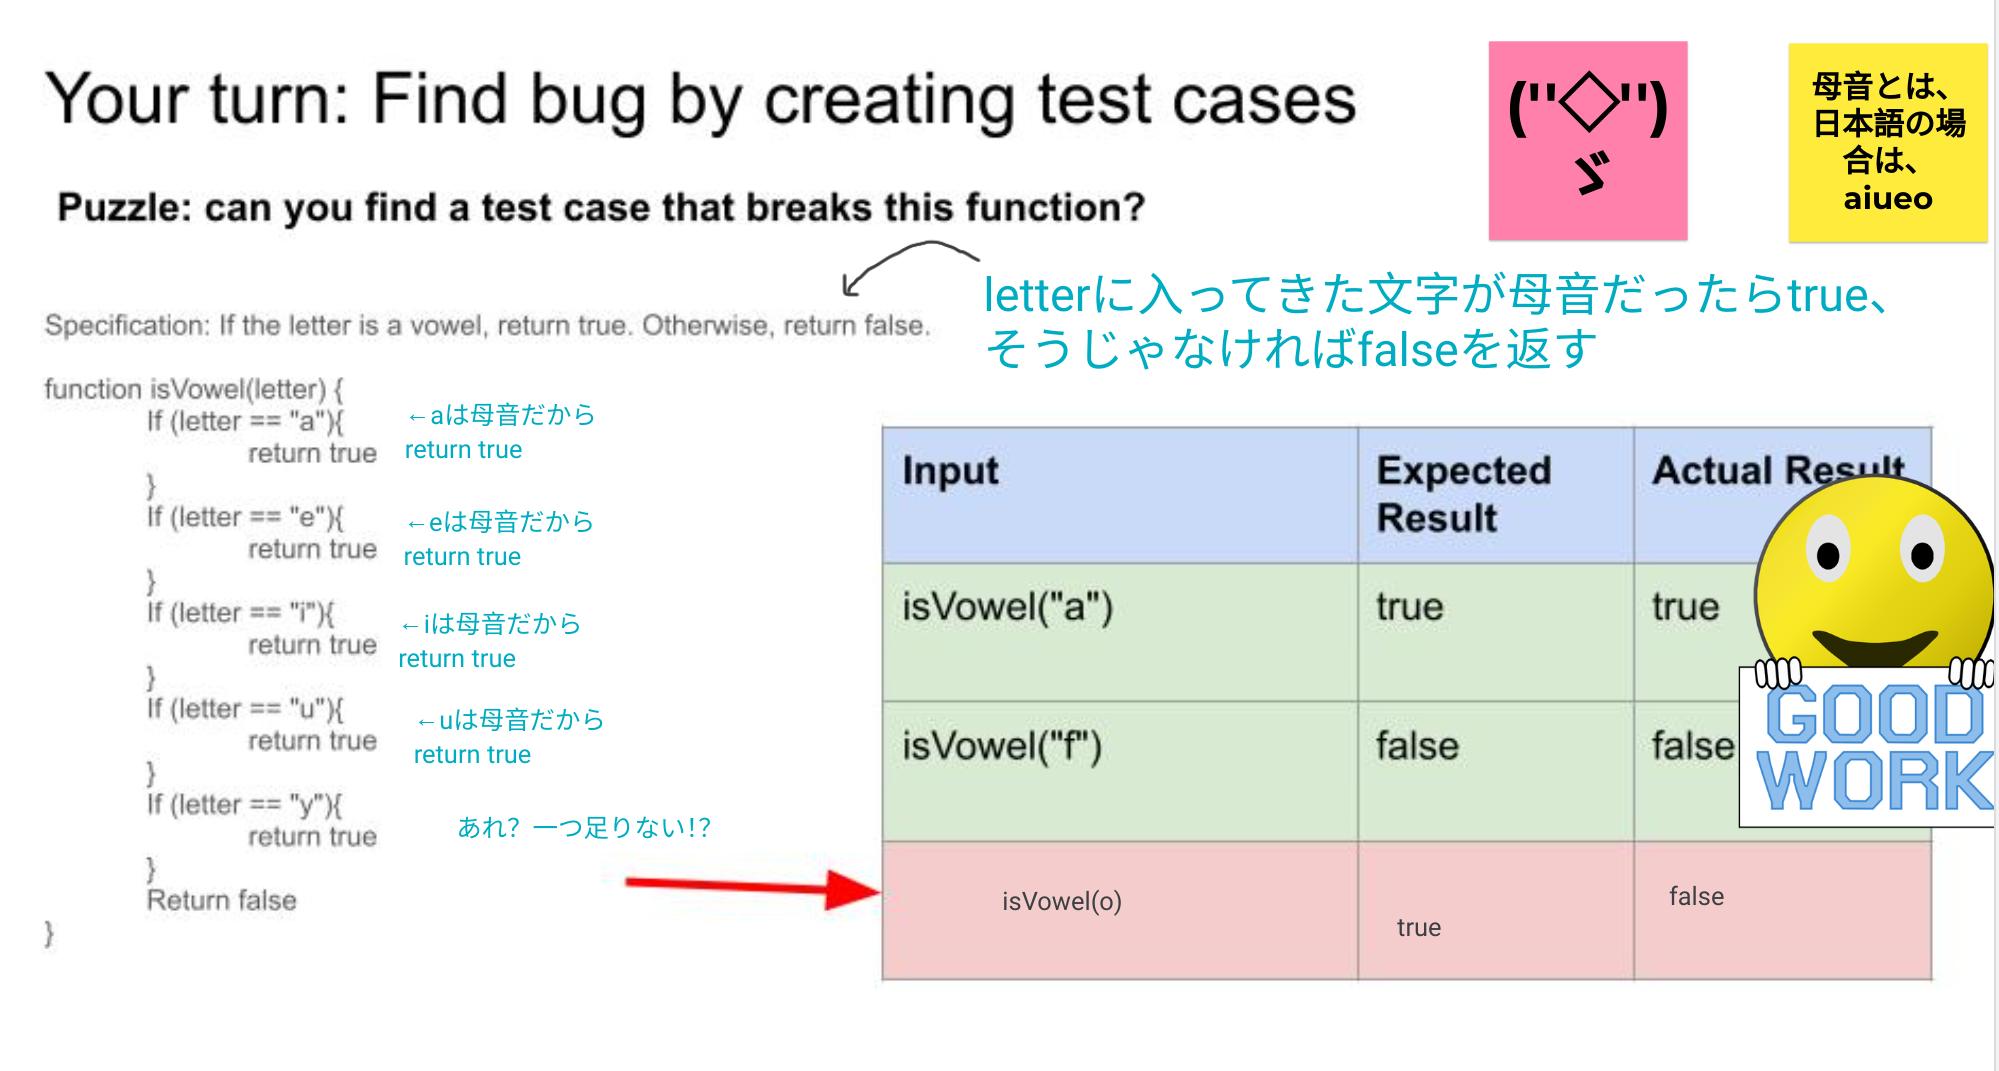 Your turn: Find bug by creating test cases
("◇")
ゞ
母音とは、
日本語の場
合は、
aiueo
Puzzle: can you find a test case that breaks this function?
letterに入ってきた文字が母音だったらtrue、
そうじゃなければfalseを返す
Specification: If the letter is a vowel, return true. Otherwise, return false.
function isVowel(letter) {
If (letter == "a"){
return true
}
If (letter == "e"){
return true
}
If (letter == "i"){
return true
}
If (letter == "u"){
return true
}
If (letter == "y"){
return true
}
Return false
}
←aは母音だから
return true
←eは母音だから
return true
←iは母音だから
return true
←uは母音だから
return true
あれ？一つ足りない!？
Input
Expected
Result
Actual Result
isVowel("a")
true
true
isVowel("f")
false
false
isVowel(o)
true
false
GOOD
WORK